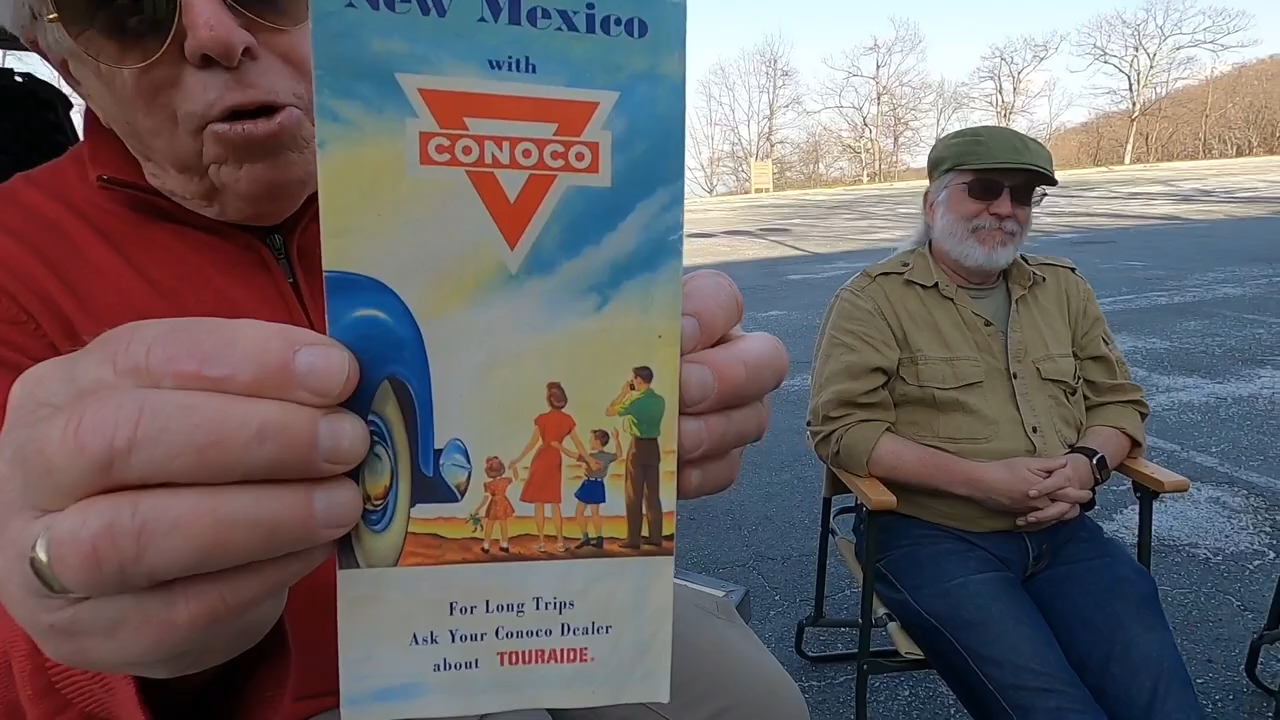 New Mexico
with
CONOCO
For Long Trips
Ask Your Conoco Dealer
about TOURAIDE.